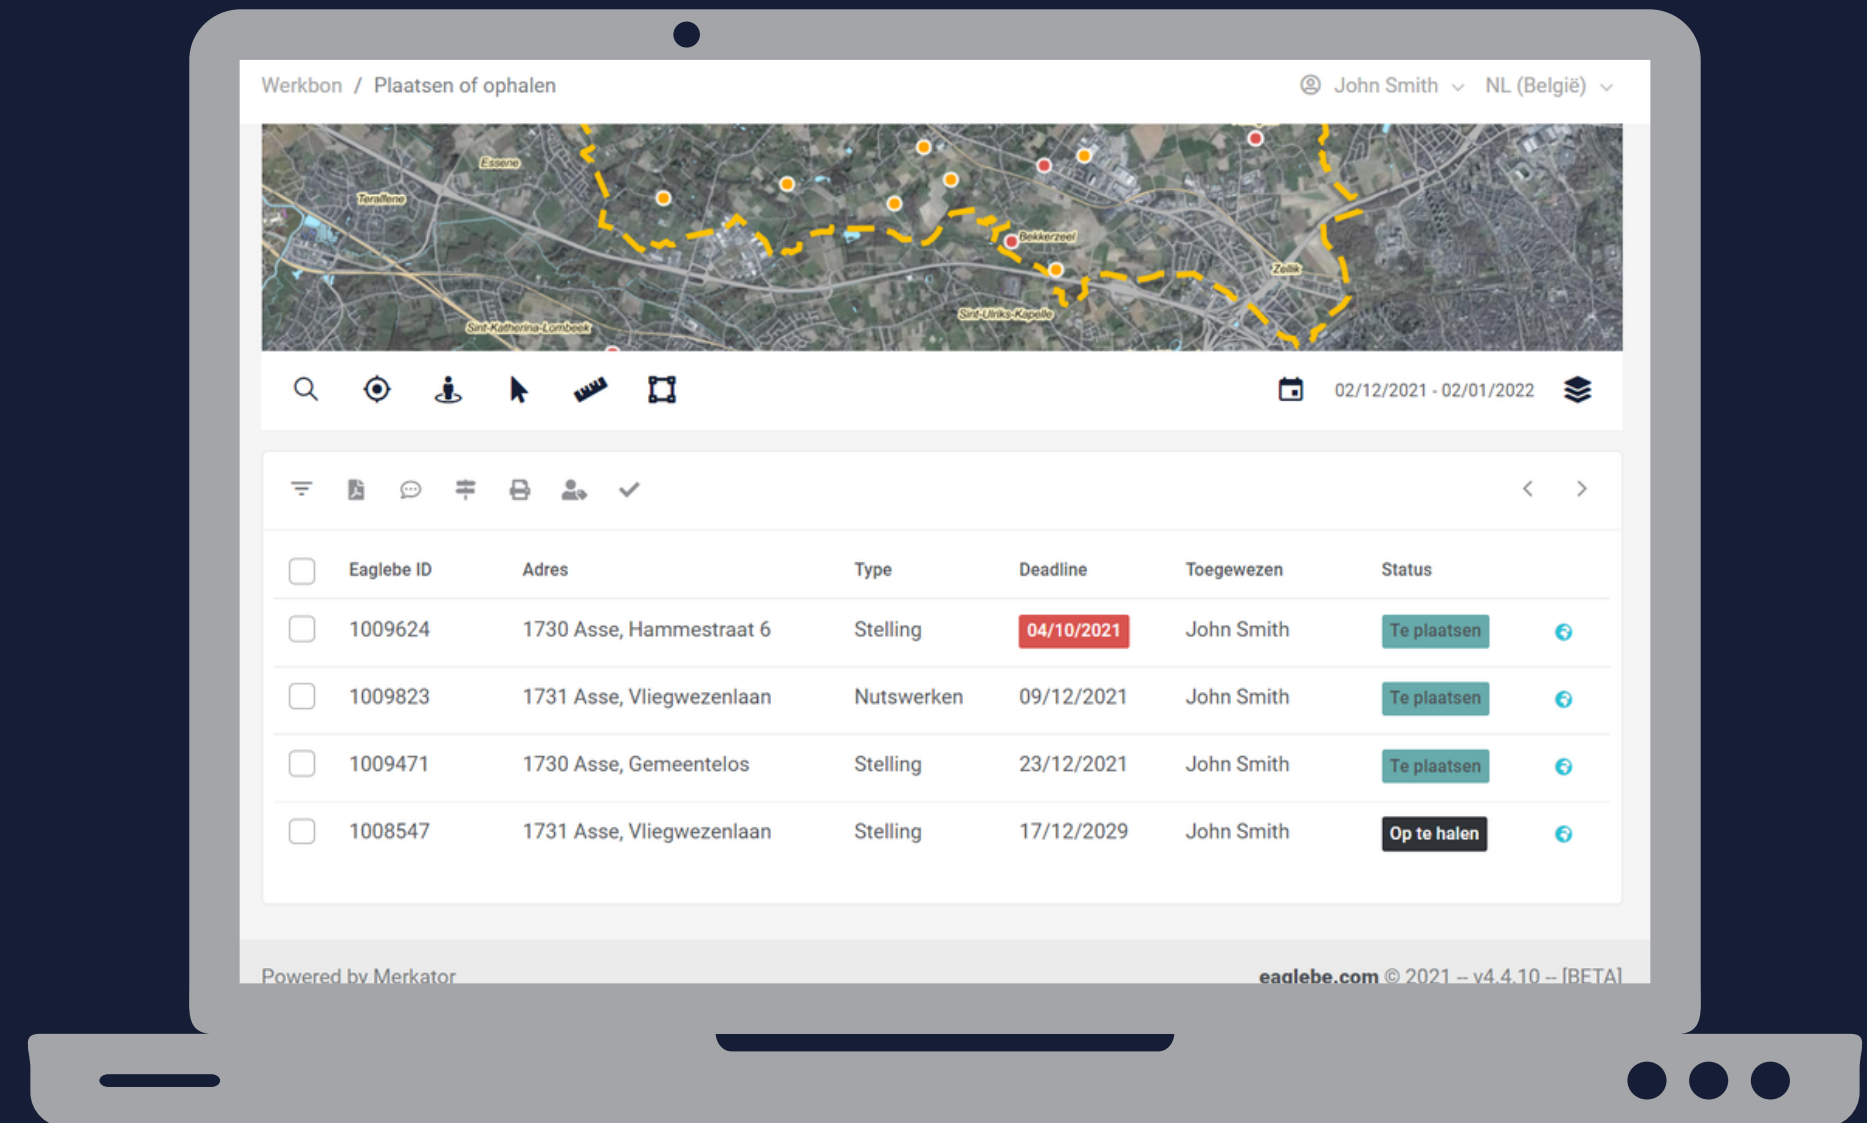 Werkbon / Plaatsen of ophalen
John Smith NL (België)
Essene
Teralfene
Bekkerzeel
Zellik
Sint-Ulriks-Kapelle
Sint-Katherina-Lombeek
02/12/2021 - 02/01/2022
Eaglebe ID Adres Type Deadline Toegewezen Status
1009624 1730 Asse, Hammestraat 6 Stelling 04/10/2021 John Smith Te plaatsen
1009823 1731 Asse, Vliegwezenlaan Nutswerken 09/12/2021 John Smith Te plaatsen
1009471 1730 Asse, Gemeentelos Stelling 23/12/2021 John Smith Te plaatsen
1008547 1731 Asse, Vliegwezenlaan Stelling 17/12/2029 John Smith Op te halen
Powered by Merkator
eaglebe.com © 2021 -- v4.4.10 -- [BETA]